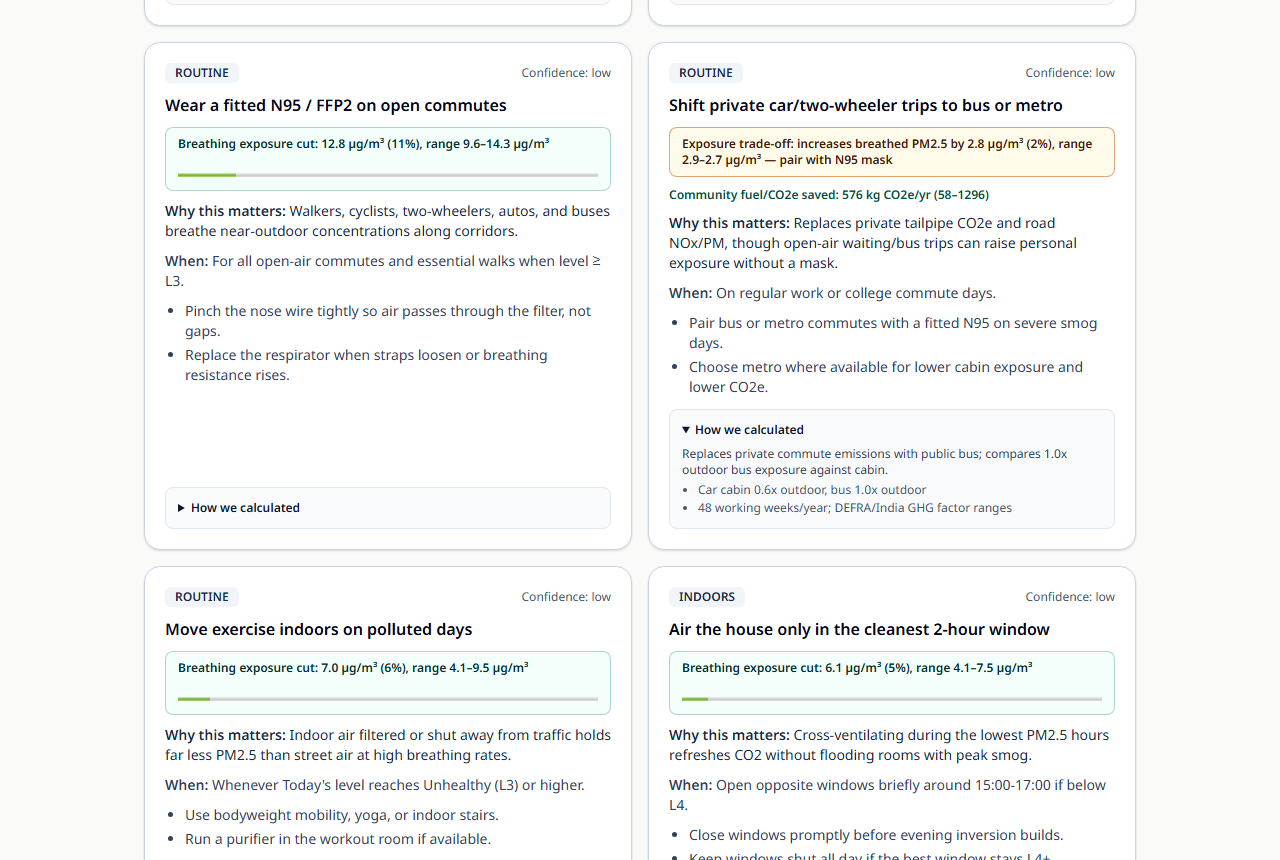 ROUTINE
Confidence: low
Wear a fitted N95 / FFP2 on open commutes
Breathing exposure cut: 12.8 µg/m³ (11%), range 9.6–14.3 µg/m³
Why this matters: Walkers, cyclists, two-wheelers, autos, and buses
breathe near-outdoor concentrations along corridors.
When: For all open-air commutes and essential walks when level ≥
L3.
• Pinch the nose wire tightly so air passes through the filter, not
gaps.
• Replace the respirator when straps loosen or breathing
resistance rises.
▶ How we calculated
ROUTINE
Confidence: low
Shift private car/two-wheeler trips to bus or metro
Exposure trade-off: increases breathed PM2.5 by 2.8 µg/m³ (2%), range
2.9–2.7 µg/m³ — pair with N95 mask
Community fuel/CO2e saved: 576 kg CO2e/yr (58–1296)
Why this matters: Replaces private tailpipe CO2e and road
NOx/PM, though open-air waiting/bus trips can raise personal
exposure without a mask.
When: On regular work or college commute days.
• Pair bus or metro commutes with a fitted N95 on severe smog
days.
• Choose metro where available for lower cabin exposure and
lower CO2e.
▼ How we calculated
Replaces private commute emissions with public bus; compares 1.0x
outdoor bus exposure against cabin.
• Car cabin 0.6x outdoor, bus 1.0x outdoor
• 48 working weeks/year; DEFRA/India GHG factor ranges
ROUTINE
Confidence: low
Move exercise indoors on polluted days
Breathing exposure cut: 7.0 µg/m³ (6%), range 4.1–9.5 µg/m³
Why this matters: Indoor air filtered or shut away from traffic holds
far less PM2.5 than street air at high breathing rates.
When: Whenever Today's level reaches Unhealthy (L3) or higher.
• Use bodyweight mobility, yoga, or indoor stairs.
• Run a purifier in the workout room if available.
INDOORS
Confidence: low
Air the house only in the cleanest 2-hour window
Breathing exposure cut: 6.1 µg/m³ (5%), range 4.1–7.5 µg/m³
Why this matters: Cross-ventilating during the lowest PM2.5 hours
refreshes CO2 without flooding rooms with peak smog.
When: Open opposite windows briefly around 15:00-17:00 if below
L4.
• Close windows promptly before evening inversion builds.
• Keep windows shut all day if the best window stays L4+.